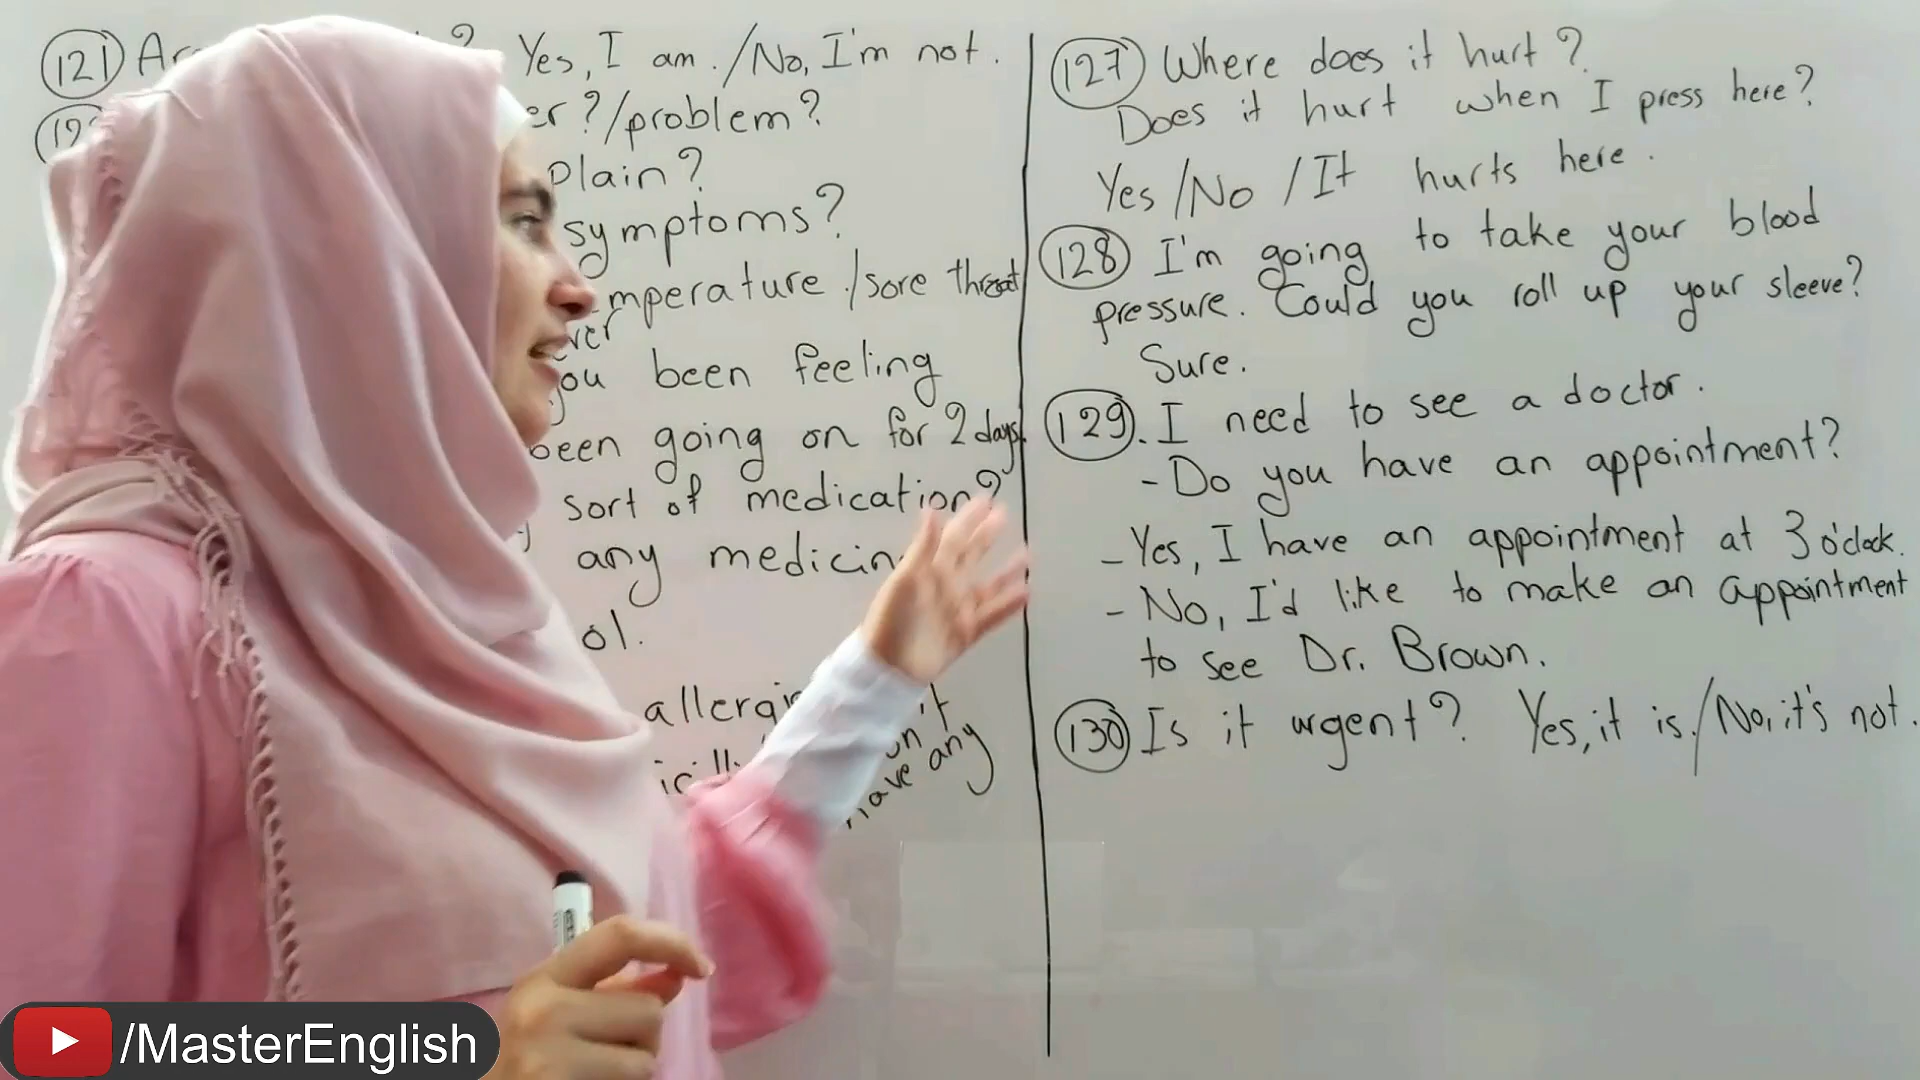 121 ? Yes, I am. / No, I'm not.
? / problem?
plain?
symptoms?
mperature / sore throat
you been feeling
been going on for 2 days.
sort of medication?
any medicin
ol.
allergi
have any
127 Where does it hurt?
Does it hurt when I press here?
Yes / No / It hurts here.
128 I'm going to take your blood
pressure. Could you roll up your sleeve?
Sure.
129. I need to see a doctor.
- Do you have an appointment?
- Yes, I have an appointment at 3 o'clock.
- No, I'd like to make an appointment
to see Dr. Brown.
130 Is it urgent? Yes, it is. / No, it's not.
/MasterEnglish